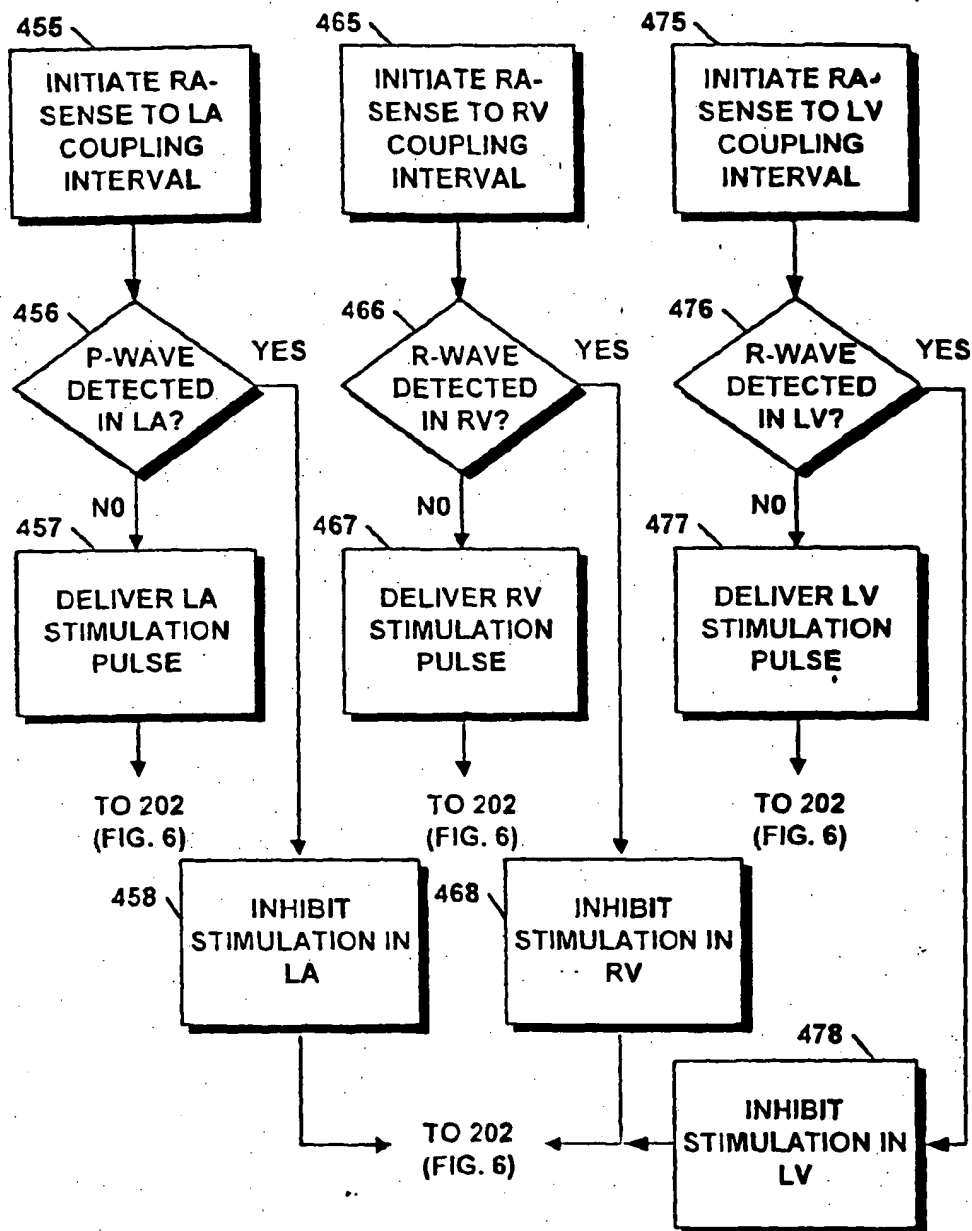 455
INITIATE RA-
SENSE TO LA
COUPLING
INTERVAL
465
INITIATE RA-
SENSE TO RV
COUPLING
INTERVAL
475
INITIATE RA-
SENSE TO LV
COUPLING
INTERVAL
456
P-WAVE
DETECTED
IN LA?
YES
466
R-WAVE
DETECTED
IN RV?
YES
476
R-WAVE
DETECTED
IN LV?
YES
NO
457
DELIVER LA
STIMULATION
PULSE
NO
467
DELIVER RV
STIMULATION
PULSE
NO
477
DELIVER LV
STIMULATION
PULSE
TO 202
(FIG. 6)
TO 202
(FIG. 6)
TO 202
(FIG. 6)
458
INHIBIT
STIMULATION IN
LA
468
INHIBIT
STIMULATION IN
RV
478
INHIBIT
STIMULATION IN
LV
TO 202
(FIG. 6)